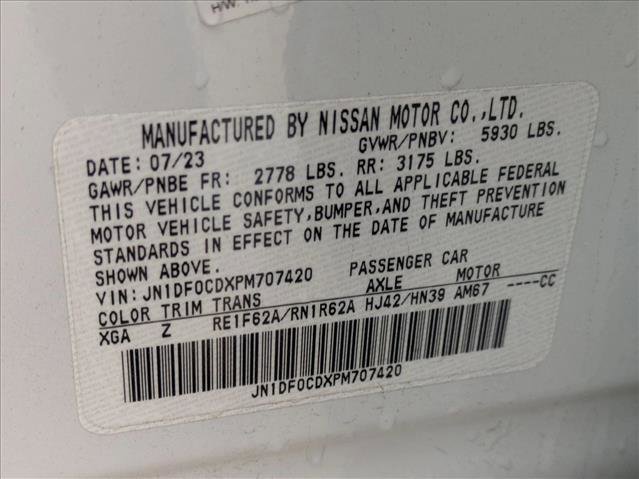 MANUFACTURED BY NISSAN MOTOR CO.,LTD.
DATE: 07/23 GVWR/PNBV: 5930 LBS.
GAWR/PNBE FR: 2778 LBS. RR: 3175 LBS.
THIS VEHICLE CONFORMS TO ALL APPLICABLE FEDERAL
MOTOR VEHICLE SAFETY,BUMPER,AND THEFT PREVENTION
STANDARDS IN EFFECT ON THE DATE OF MANUFACTURE
SHOWN ABOVE.
VIN: JN1DF0CDXPM707420 PASSENGER CAR
COLOR TRIM TRANS AXLE MOTOR
XGA Z RE1F62A/RN1R62A HJ42/HN39 AM67 ----CC
JN1DF0CDXPM707420